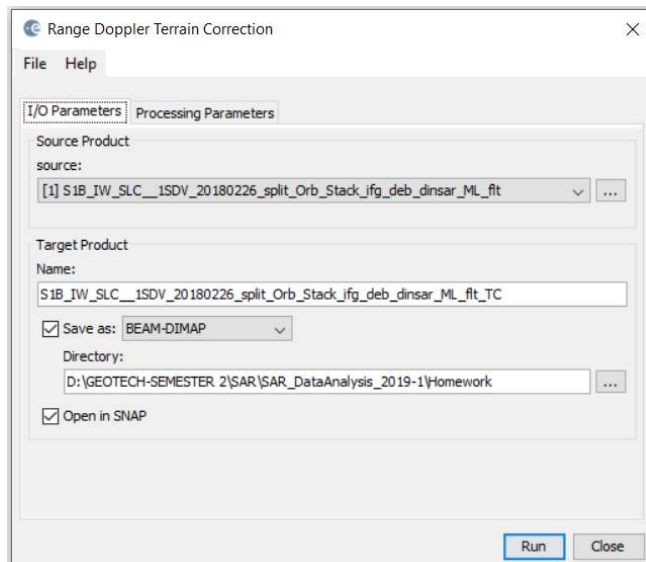 Range Doppler Terrain Correction
File Help
I/O Parameters Processing Parameters
Source Product
source:
[1] S1B_IW_SLC__1SDV_20180226_split_Orb_Stack_ifg_deb_dinsar_ML_flt
...
Target Product
Name:
S1B_IW_SLC__1SDV_20180226_split_Orb_Stack_ifg_deb_dinsar_ML_flt_TC
Save as: BEAM-DIMAP
Directory:
D:\GEOTECH-SEMESTER 2\SAR\SAR_DataAnalysis_2019-1\Homework
...
Open in SNAP
Run Close